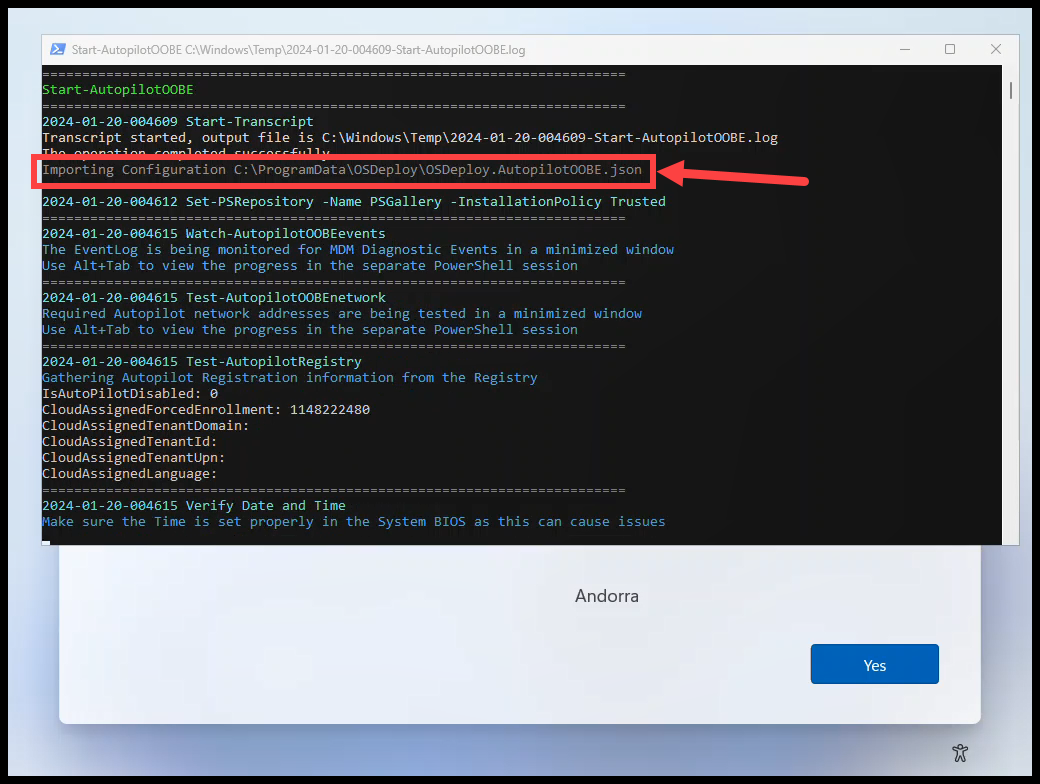 Start-AutopilotOOBE C:\Windows\Temp\2024-01-20-004609-Start-AutopilotOOBE.log
=========================================================================
Start-AutopilotOOBE
=========================================================================
2024-01-20-004609 Start-Transcript
Transcript started, output file is C:\Windows\Temp\2024-01-20-004609-Start-AutopilotOOBE.log
The operation completed successfully.
Importing Configuration C:\ProgramData\OSDeploy\OSDeploy.AutopilotOOBE.json
2024-01-20-004612 Set-PSRepository -Name PSGallery -InstallationPolicy Trusted
=========================================================================
2024-01-20-004615 Watch-AutopilotOOBEevents
The EventLog is being monitored for MDM Diagnostic Events in a minimized window
Use Alt+Tab to view the progress in the separate PowerShell session
=========================================================================
2024-01-20-004615 Test-AutopilotOOBEnetwork
Required Autopilot network addresses are being tested in a minimized window
Use Alt+Tab to view the progress in the separate PowerShell session
=========================================================================
2024-01-20-004615 Test-AutopilotRegistry
Gathering Autopilot Registration information from the Registry
IsAutoPilotDisabled: 0
CloudAssignedForcedEnrollment: 1148222480
CloudAssignedTenantDomain:
CloudAssignedTenantId:
CloudAssignedTenantUpn:
CloudAssignedLanguage:
=========================================================================
2024-01-20-004615 Verify Date and Time
Make sure the Time is set properly in the System BIOS as this can cause issues
Andorra
Yes